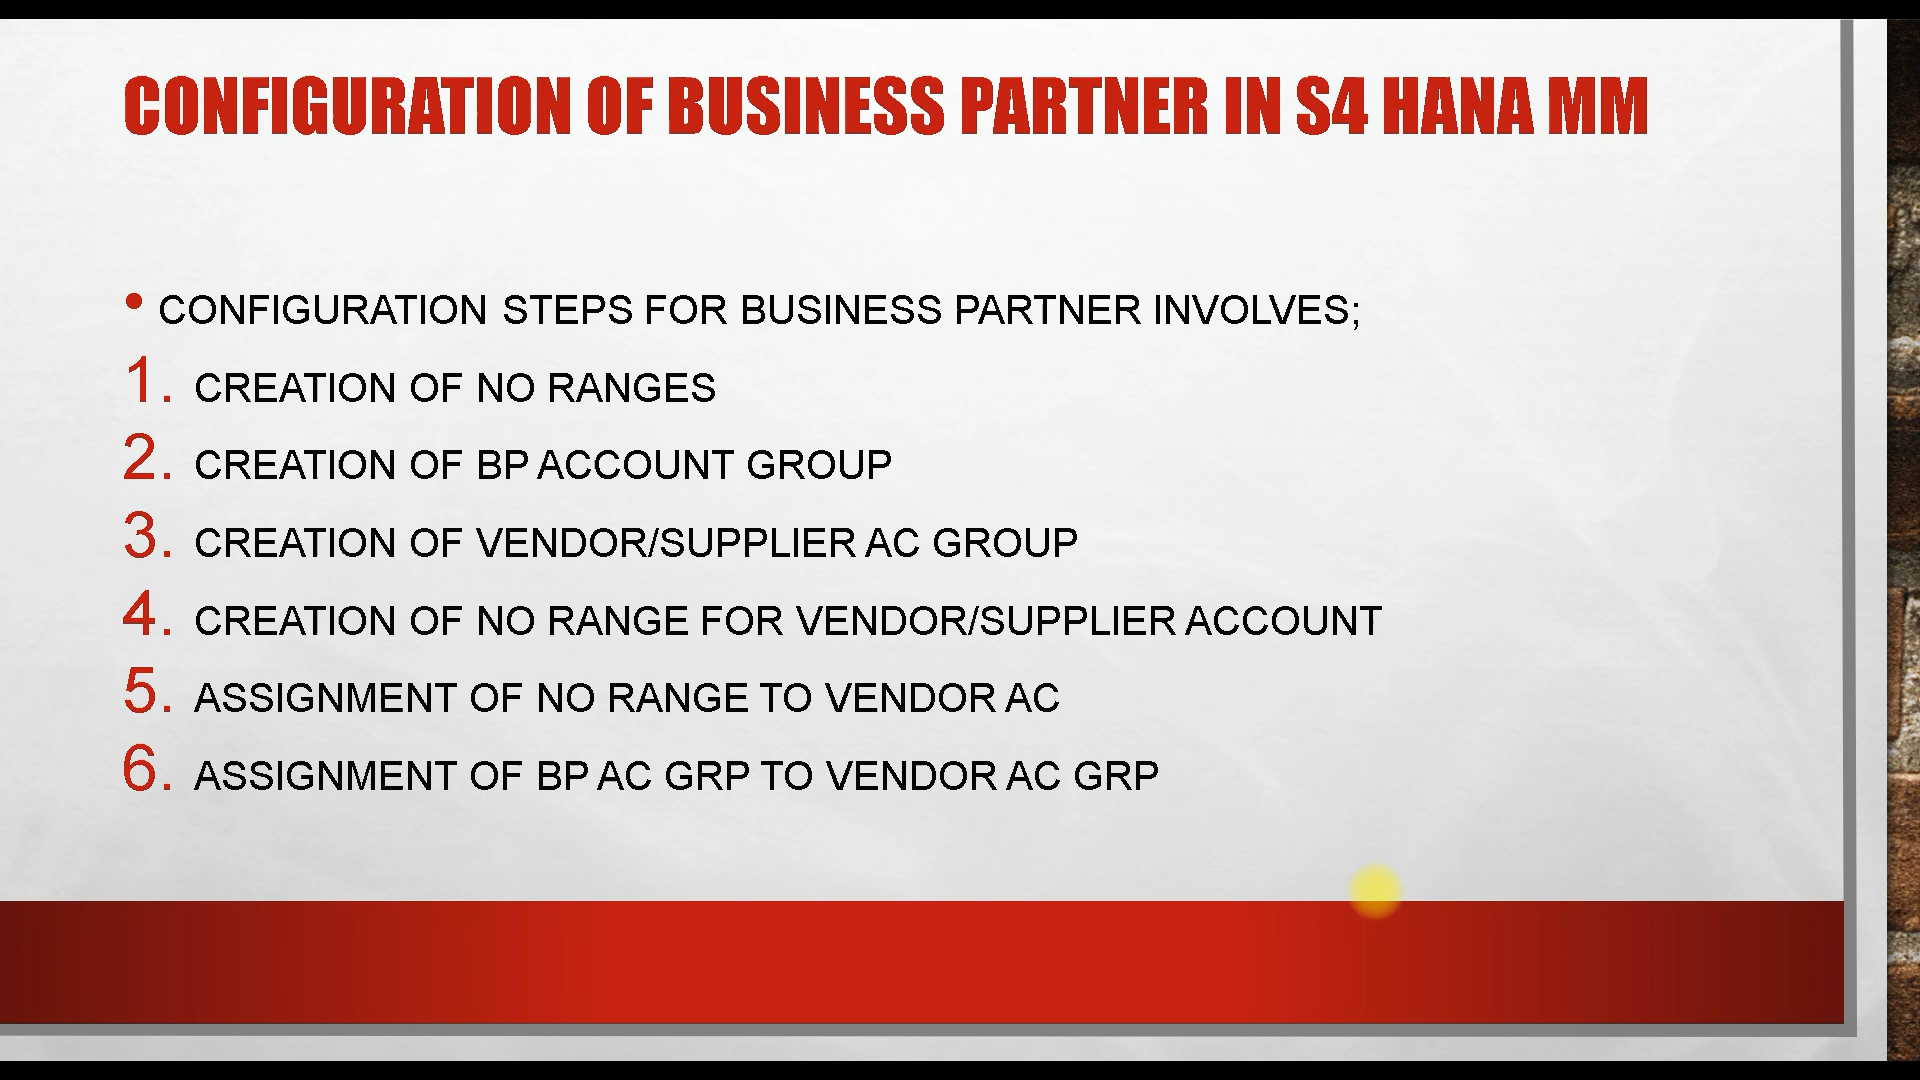 CONFIGURATION OF BUSINESS PARTNER IN S4 HANA MM
• CONFIGURATION STEPS FOR BUSINESS PARTNER INVOLVES;
1. CREATION OF NO RANGES
2. CREATION OF BP ACCOUNT GROUP
3. CREATION OF VENDOR/SUPPLIER AC GROUP
4. CREATION OF NO RANGE FOR VENDOR/SUPPLIER ACCOUNT
5. ASSIGNMENT OF NO RANGE TO VENDOR AC
6. ASSIGNMENT OF BP AC GRP TO VENDOR AC GRP